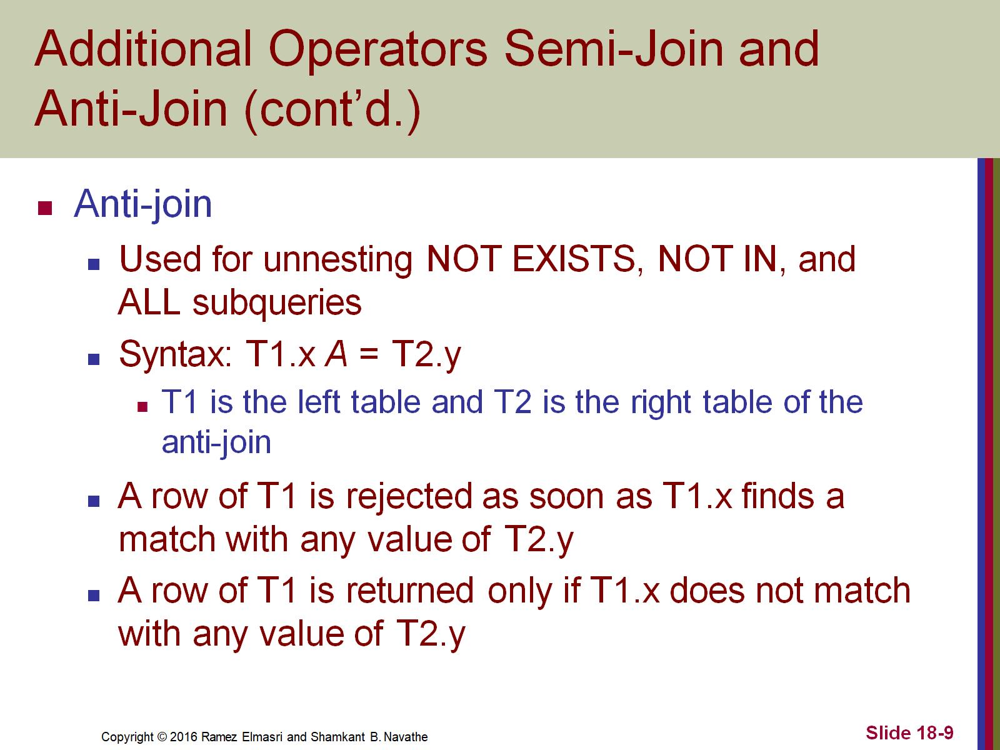 Additional Operators Semi-Join and
Anti-Join (cont’d.)
Anti-join
Used for unnesting NOT EXISTS, NOT IN, and
ALL subqueries
Syntax: T1.x A = T2.y
T1 is the left table and T2 is the right table of the
anti-join
A row of T1 is rejected as soon as T1.x finds a
match with any value of T2.y
A row of T1 is returned only if T1.x does not match
with any value of T2.y
Copyright © 2016 Ramez Elmasri and Shamkant B. Navathe
Slide 18-9